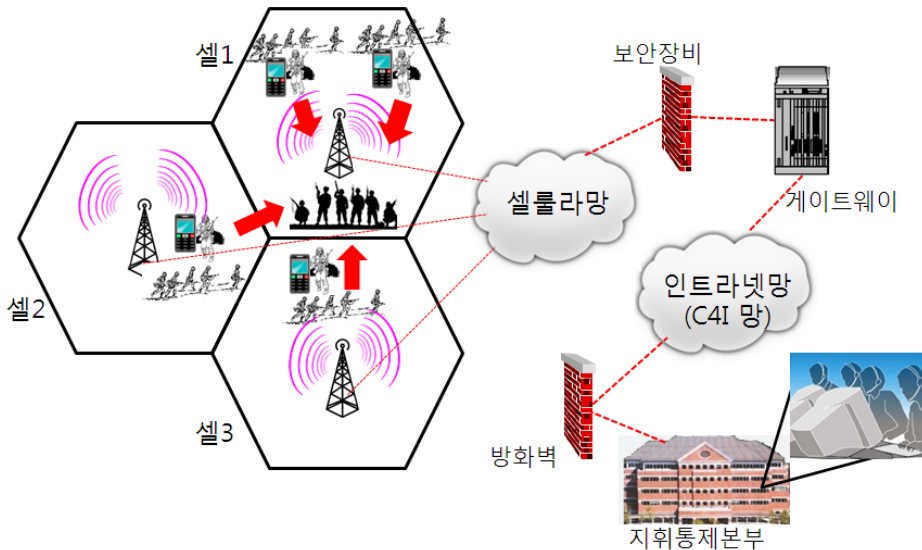 셀1
셀2
셀3
셀룰라망
보안장비
게이트웨이
인트라넷망
(C4I 망)
방화벽
지휘통제본부